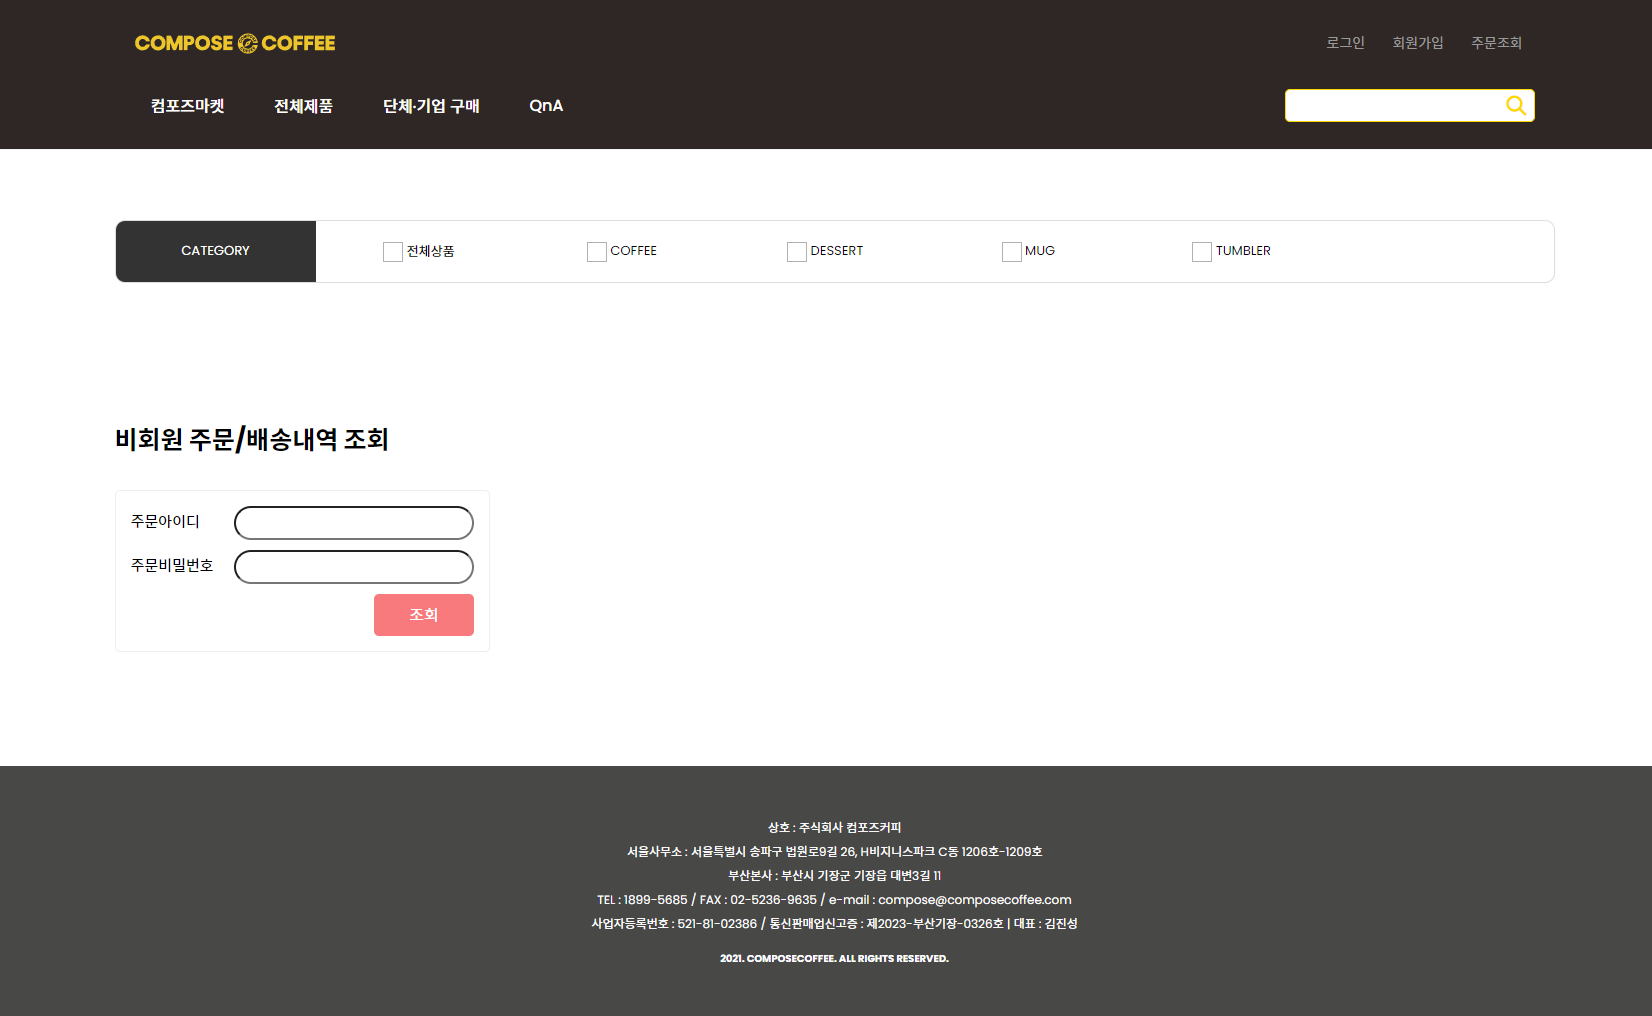 COMPOSE COFFEE
로그인 회원가입 주문조회
컴포즈마켓 전체제품 단체·기업 구매 QnA
CATEGORY 전체상품 COFFEE DESSERT MUG TUMBLER
비회원 주문/배송내역 조회
주문아이디
주문비밀번호
조회
상호 : 주식회사 컴포즈커피
서울사무소 : 서울특별시 송파구 법원로9길 26, H비지니스파크 C동 1206호-1209호
부산본사 : 부산시 기장군 기장읍 대변3길 11
TEL : 1899-5685 / FAX : 02-5236-9635 / e-mail : compose@composecoffee.com
사업자등록번호 : 521-81-02386 / 통신판매업신고증 : 제2023-부산기장-0326호 | 대표 : 김진성
2021. COMPOSECOFFEE. ALL RIGHTS RESERVED.